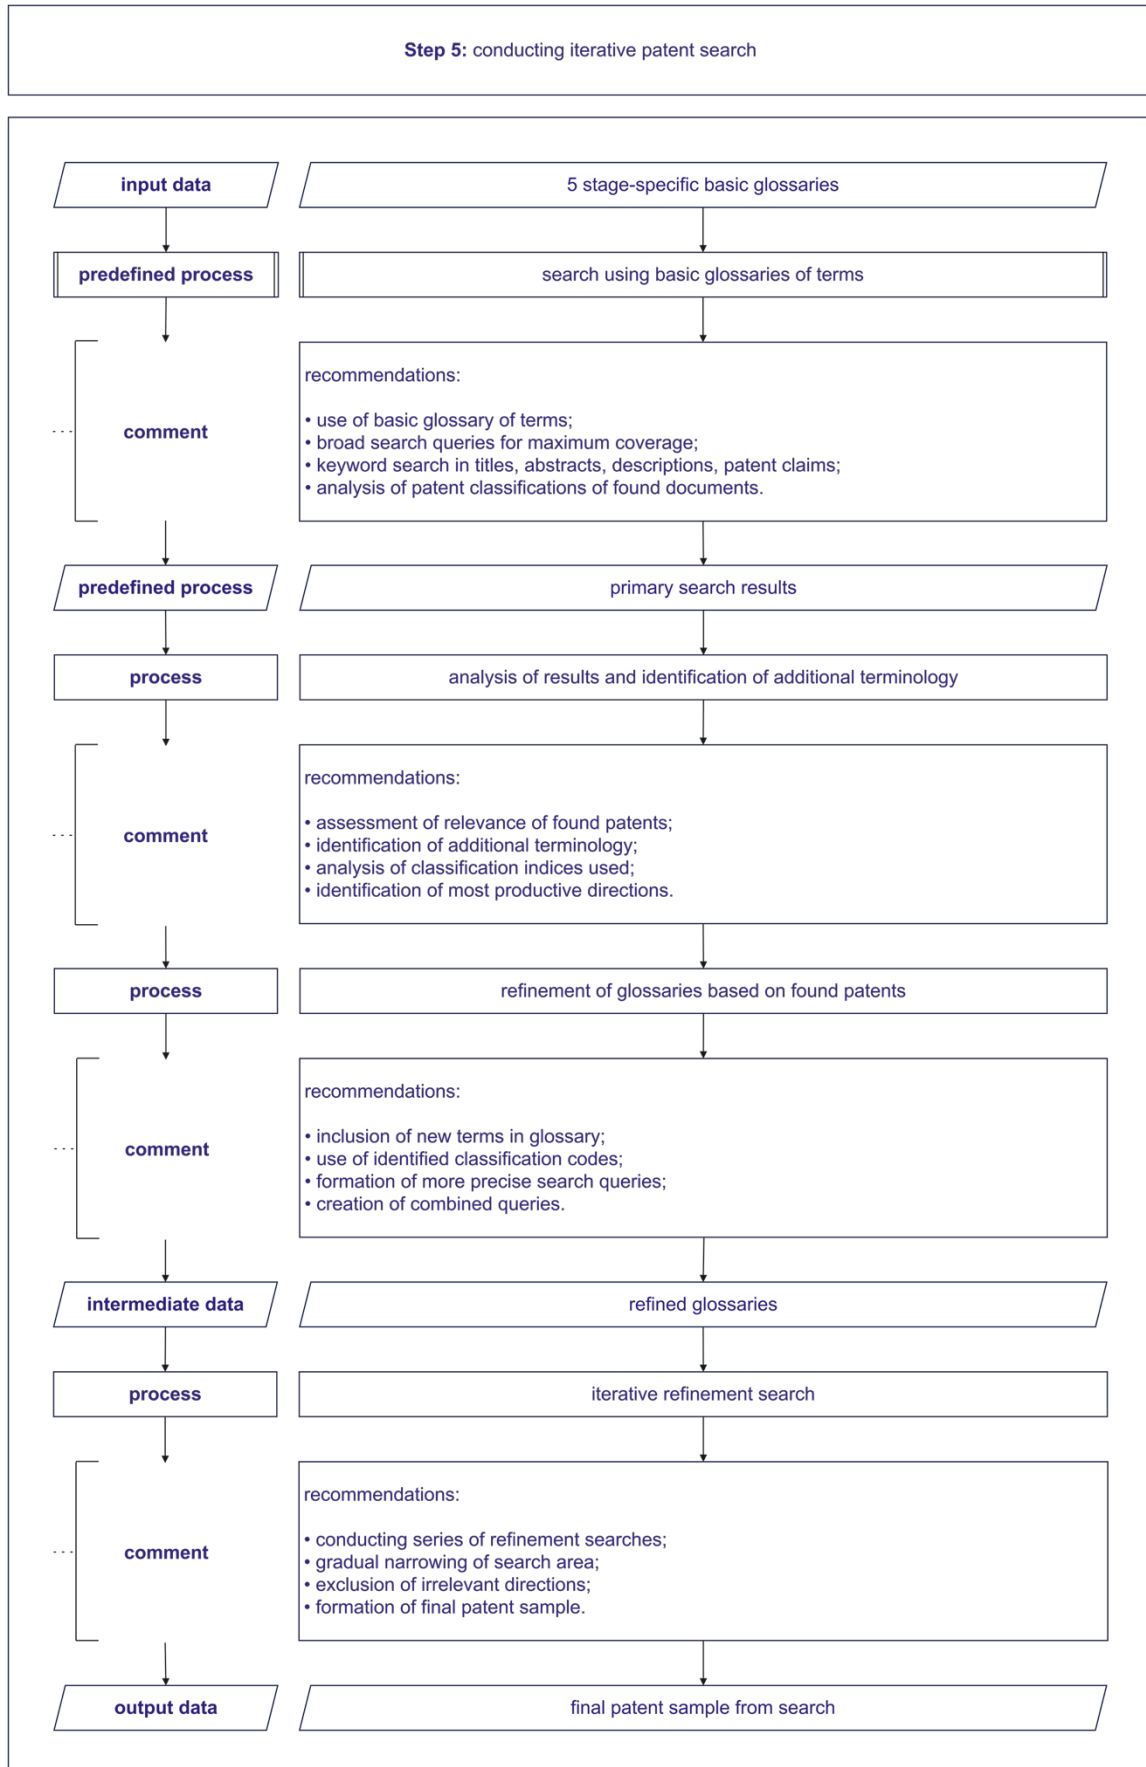 Step 5: conducting iterative patent search
input data
5 stage-specific basic glossaries
predefined process
search using basic glossaries of terms
comment
recommendations:
• use of basic glossary of terms;
• broad search queries for maximum coverage;
• keyword search in titles, abstracts, descriptions, patent claims;
• analysis of patent classifications of found documents.
predefined process
primary search results
process
analysis of results and identification of additional terminology
comment
recommendations:
• assessment of relevance of found patents;
• identification of additional terminology;
• analysis of classification indices used;
• identification of most productive directions.
process
refinement of glossaries based on found patents
comment
recommendations:
• inclusion of new terms in glossary;
• use of identified classification codes;
• formation of more precise search queries;
• creation of combined queries.
intermediate data
refined glossaries
process
iterative refinement search
comment
recommendations:
• conducting series of refinement searches;
• gradual narrowing of search area;
• exclusion of irrelevant directions;
• formation of final patent sample.
output data
final patent sample from search